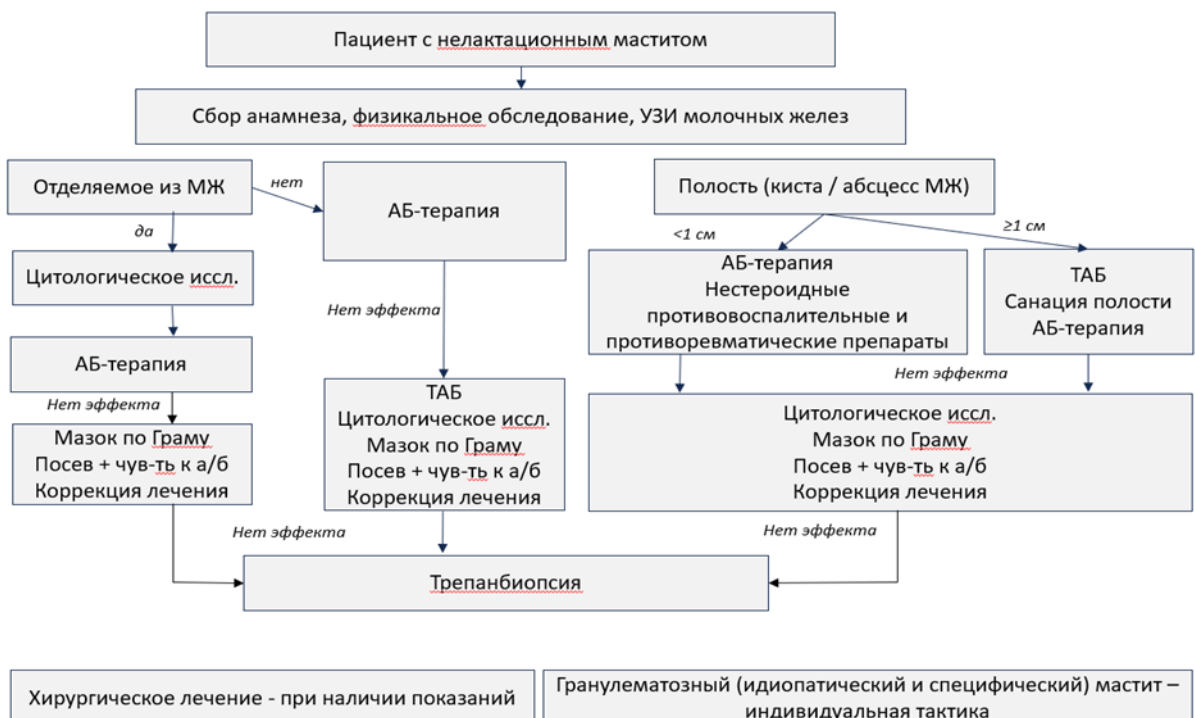 Пациент с нелактационным маститом
Сбор анамнеза, физикальное обследование, УЗИ молочных желез
Отделяемое из МЖ
нет
да
Цитологическое иссл.
АБ-терапия
Нет эффекта
Мазок по Граму
Посев + чув-ть к а/б
Коррекция лечения
АБ-терапия
Нет эффекта
ТАБ
Цитологическое иссл.
Мазок по Граму
Посев + чув-ть к а/б
Коррекция лечения
Полость (киста / абсцесс МЖ)
<1 см
≥1 см
АБ-терапия
Нестероидные
противовоспалительные и
противоревматические препараты
ТАБ
Санация полости
АБ-терапия
Нет эффекта
Цитологическое иссл.
Мазок по Граму
Посев + чув-ть к а/б
Коррекция лечения
Нет эффекта
Нет эффекта
Трепанбиопсия
Хирургическое лечение - при наличии показаний
Гранулематозный (идиопатический и специфический) мастит –
индивидуальная тактика